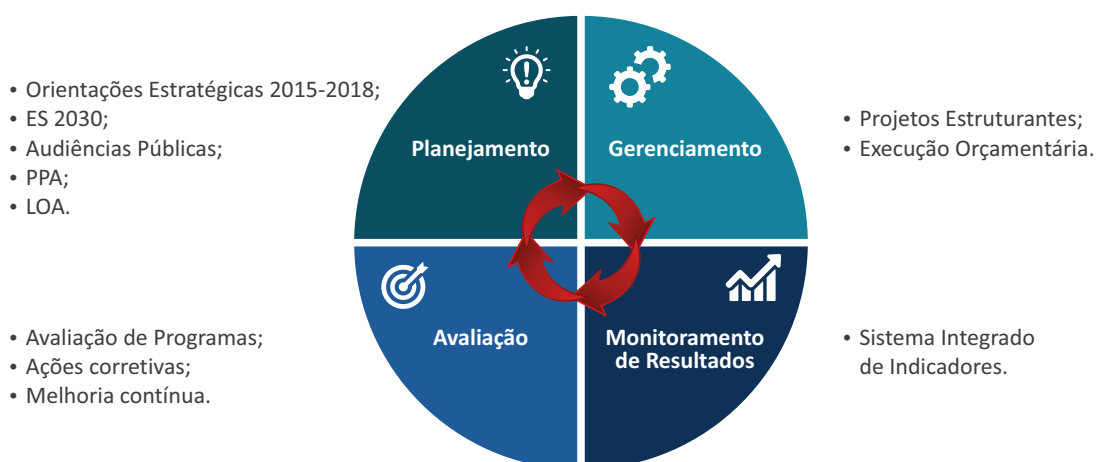 • Orientações Estratégicas 2015-2018;
• ES 2030;
• Audiências Públicas;
• PPA;
• LOA.
Planejamento
Gerenciamento
• Projetos Estruturantes;
• Execução Orçamentária.
• Avaliação de Programas;
• Ações corretivas;
• Melhoria contínua.
Avaliação
Monitoramento
de Resultados
• Sistema Integrado
de Indicadores.